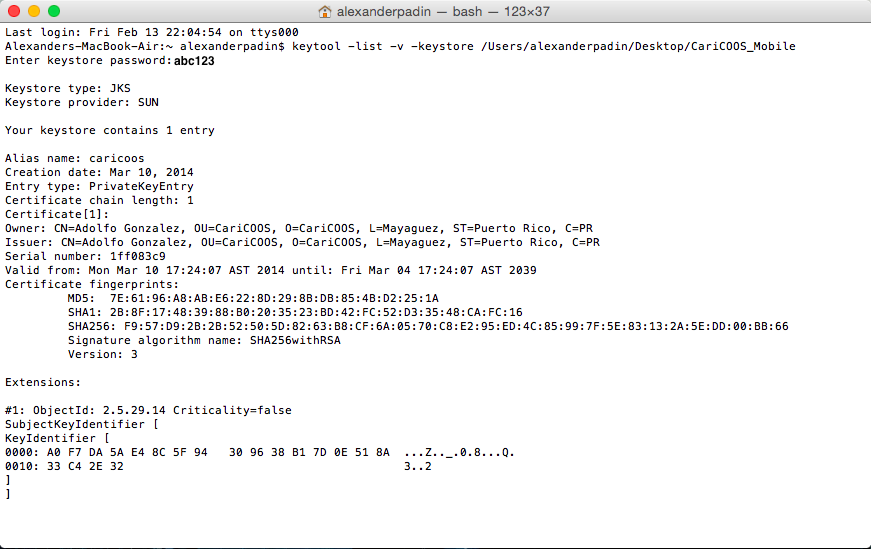 alexanderpadin — bash — 123×37
Last login: Fri Feb 13 22:04:54 on ttys000
Alexanders-MacBook-Air:~ alexanderpadin$ keytool -list -v -keystore /Users/alexanderpadin/Desktop/CariCOOS_Mobile
Enter keystore password:abc123
Keystore type: JKS
Keystore provider: SUN
Your keystore contains 1 entry
Alias name: caricoos
Creation date: Mar 10, 2014
Entry type: PrivateKeyEntry
Certificate chain length: 1
Certificate[1]:
Owner: CN=Adolfo Gonzalez, OU=CariCOOS, O=CariCOOS, L=Mayaguez, ST=Puerto Rico, C=PR
Issuer: CN=Adolfo Gonzalez, OU=CariCOOS, O=CariCOOS, L=Mayaguez, ST=Puerto Rico, C=PR
Serial number: 1ff083c9
Valid from: Mon Mar 10 17:24:07 AST 2014 until: Fri Mar 04 17:24:07 AST 2039
Certificate fingerprints:
MD5:  7E:61:96:A8:AB:E6:22:8D:29:8B:DB:85:4B:D2:25:1A
SHA1: 2B:8F:17:48:39:88:B0:20:35:23:BD:42:FC:52:D3:35:48:CA:FC:16
SHA256: F9:57:D9:2B:2B:52:50:5D:82:63:B8:CF:6A:05:70:C8:E2:95:ED:4C:85:99:7F:5E:83:13:2A:5E:DD:00:BB:66
Signature algorithm name: SHA256withRSA
Version: 3
Extensions:
#1: ObjectId: 2.5.29.14 Criticality=false
SubjectKeyIdentifier [
KeyIdentifier [
0000: A0 F7 DA 5A E4 8C 5F 94   30 96 38 B1 7D 0E 51 8A  ...Z.._.0.8...Q.
0010: 33 C4 2E 32                                        3..2
]
]